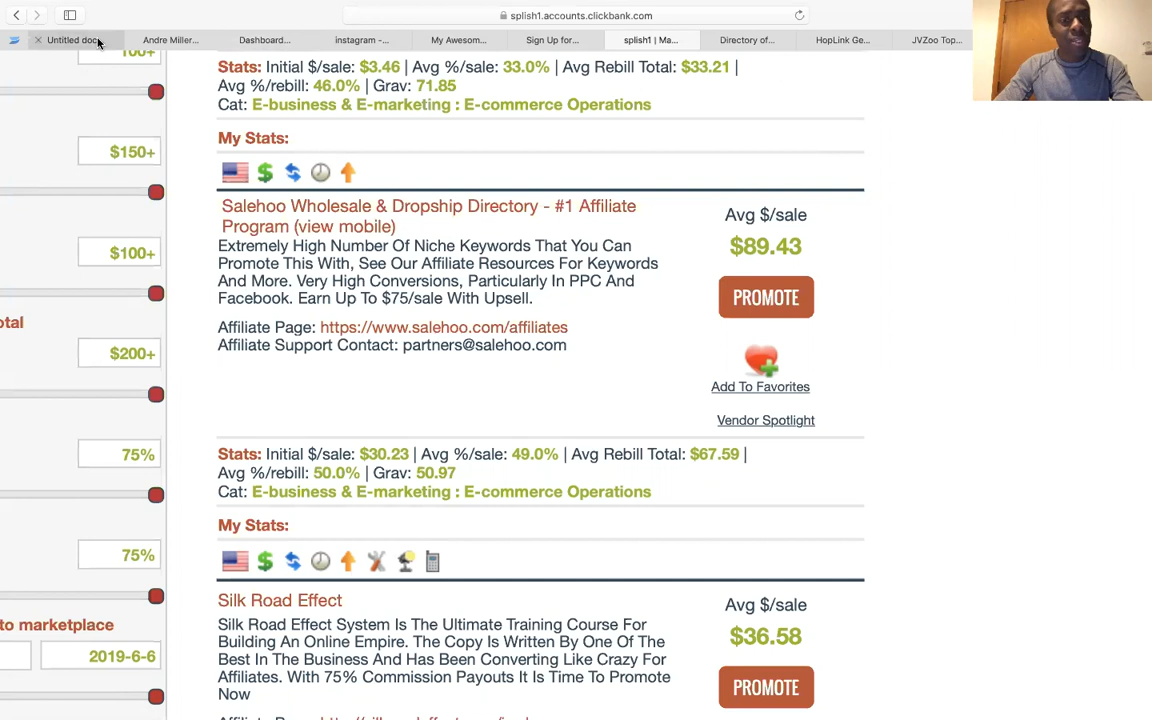 splish1.accounts.clickbank.com
Untitled doc
Andre Miller...
Dashboard...
instagram -...
My Awesom...
Sign Up for...
splish1 | Ma...
Directory of...
HopLink Ge...
JVZoo Top...
100+
$150+
$100+
otal
$200+
75%
75%
to marketplace
2019-6-6
Stats: Initial $/sale: $3.46 | Avg %/sale: 33.0% | Avg Rebill Total: $33.21 |
Avg %/rebill: 46.0% | Grav: 71.85
Cat: E-business & E-marketing : E-commerce Operations
My Stats:
Salehoo Wholesale & Dropship Directory - #1 Affiliate
Program (view mobile)
Extremely High Number Of Niche Keywords That You Can
Promote This With, See Our Affiliate Resources For Keywords
And More. Very High Conversions, Particularly In PPC And
Facebook. Earn Up To $75/sale With Upsell.
Affiliate Page: https://www.salehoo.com/affiliates
Affiliate Support Contact: partners@salehoo.com
Avg $/sale
$89.43
PROMOTE
Add To Favorites
Vendor Spotlight
Stats: Initial $/sale: $30.23 | Avg %/sale: 49.0% | Avg Rebill Total: $67.59 |
Avg %/rebill: 50.0% | Grav: 50.97
Cat: E-business & E-marketing : E-commerce Operations
My Stats:
Silk Road Effect
Silk Road Effect System Is The Ultimate Training Course For
Building An Online Empire. The Copy Is Written By One Of The
Best In The Business And Has Been Converting Like Crazy For
Affiliates. With 75% Commission Payouts It Is Time To Promote
Now
Avg $/sale
$36.58
PROMOTE